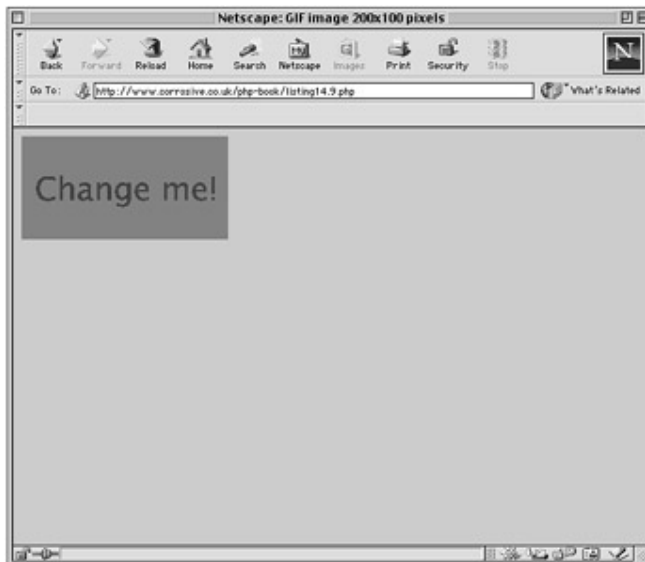 Netscape: GIF image 200x100 pixels
Back Forward Reload Home Search Netscape Images Print Security Stop
N
Go To: http://www.corrosive.co.uk/php-book/listing14.9.php What's Related
Change me!